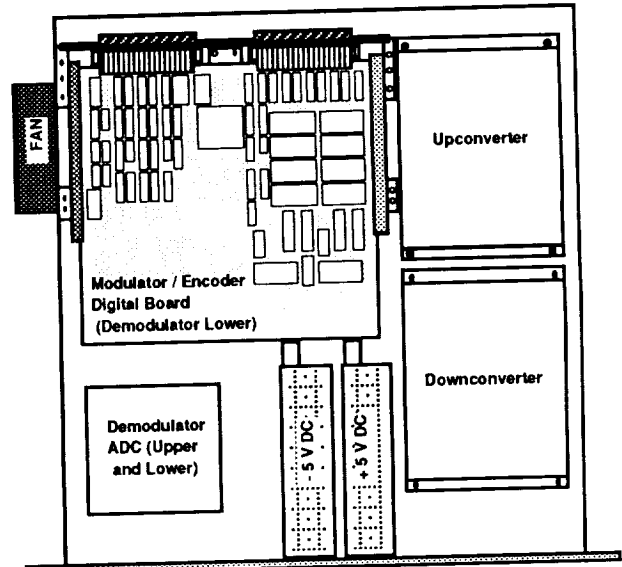 FAN
Upconverter
Modulator / Encoder
Digital Board
(Demodulator Lower)
Downconverter
Demodulator
ADC (Upper
and Lower)
- 5 V DC
+ 5 V DC